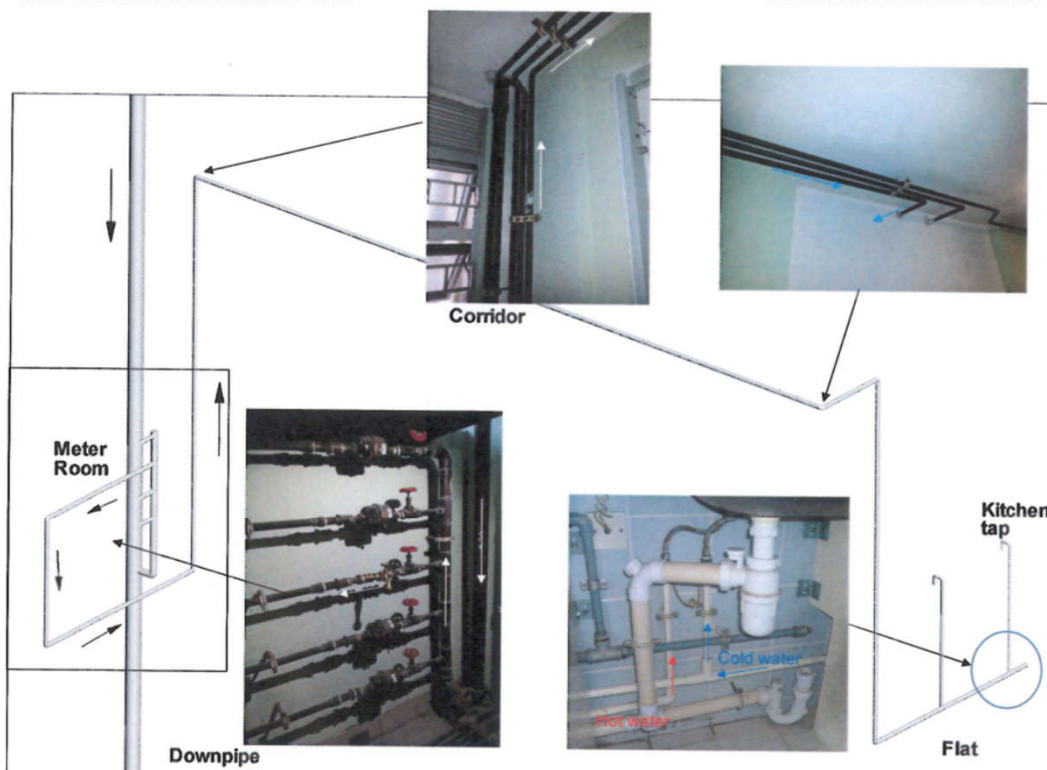 Corridor
Meter
Room
Kitchen
tap
Cold water
Hot water
Downpipe
Flat